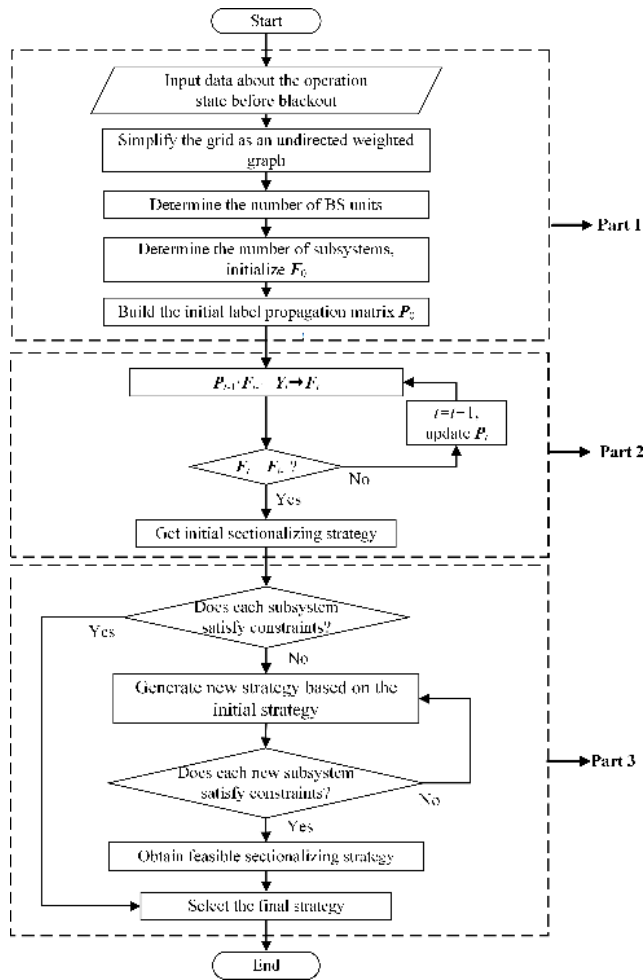 Start
Input data about the operation
state before blackout
Simplify the grid as an undirected weighted
graph
Determine the number of BS units
Determine the number of subsystems,
initialize F₀
Build the initial label propagation matrix P₀
Part 1
update Pₜ
Part 2
No
Yes
Get initial sectionalizing strategy
Does each subsystem
satisfy constraints?
Yes
No
Generate new strategy based on the
initial strategy
Does each new subsystem
satisfy constraints?
Part 3
No
Yes
Obtain feasible sectionalizing strategy
Select the final strategy
End